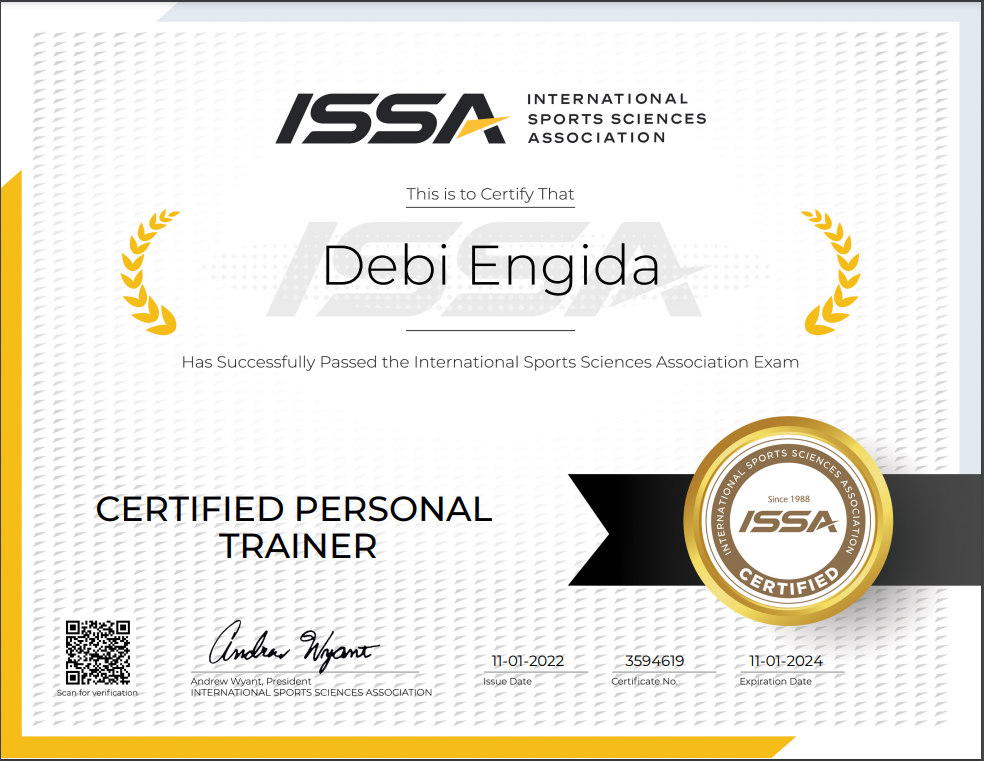 ISSA
INTERNATIONAL
SPORTS SCIENCES
ASSOCIATION
This is to Certify That
ISSA
Debi Engida
Has Successfully Passed the International Sports Sciences Association Exam
CERTIFIED PERSONAL
TRAINER
INTERNATIONAL SPORTS SCIENCES ASSOCIATION
Since 1988
ISSA
CERTIFIED
Scan for verification
Andrew Wyant
Andrew Wyant, President
INTERNATIONAL SPORTS SCIENCES ASSOCIATION
11-01-2022
Issue Date
3594619
Certificate No.
11-01-2024
Expiration Date